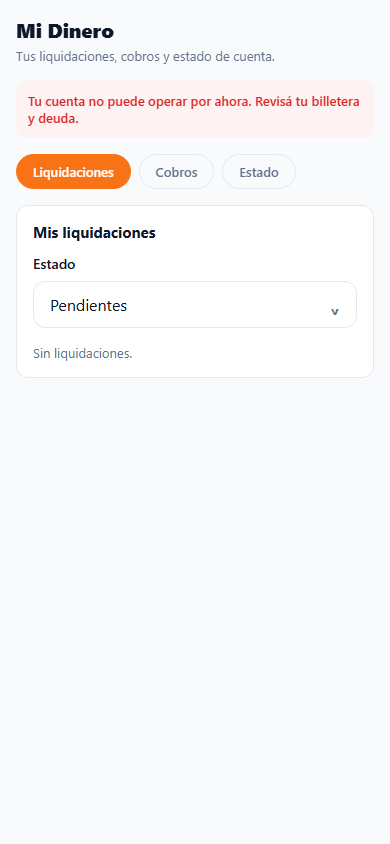 Mi Dinero
Tus liquidaciones, cobros y estado de cuenta.
Tu cuenta no puede operar por ahora. Revisá tu billetera
y deuda.
Liquidaciones Cobros Estado
Mis liquidaciones
Estado
Pendientes v
Sin liquidaciones.